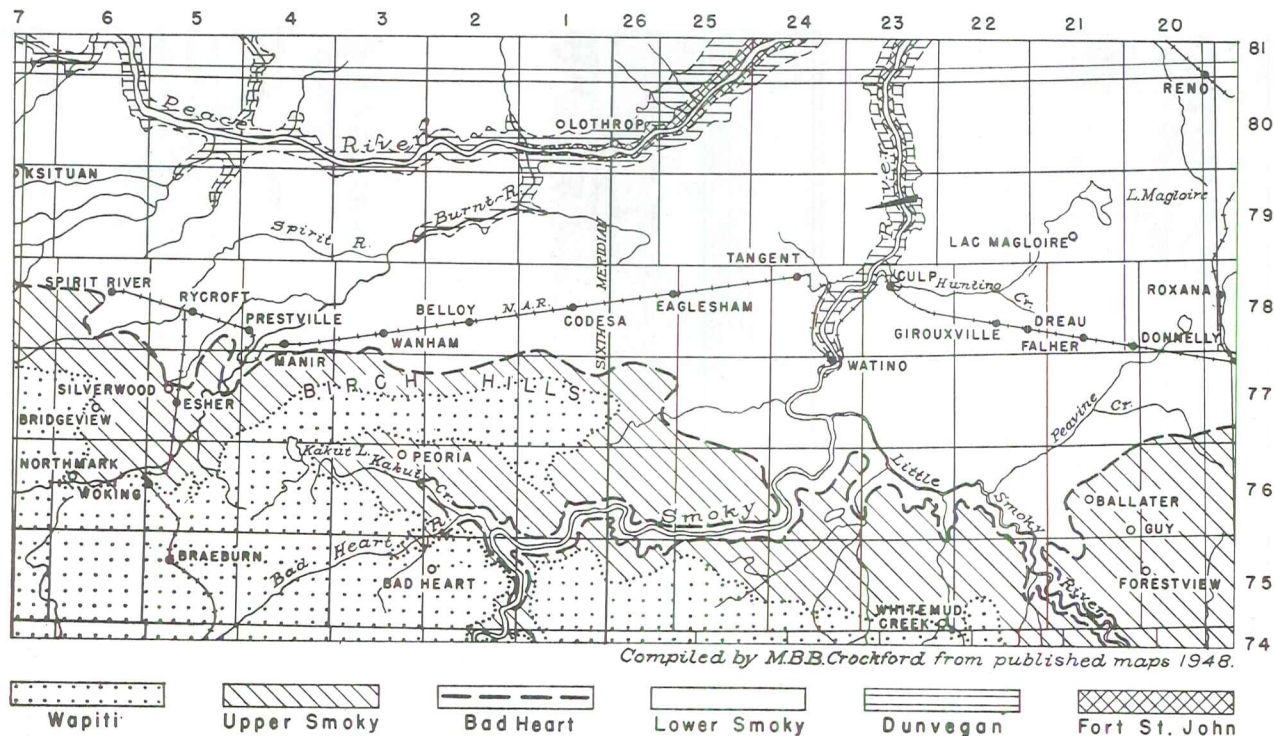 7 6 5 4 3 2 1 26 25 24 23 22 21 20
81
RENO
Peace
LOTHROP
80
River
River
KSITUAN
Burnt R.
L. Magloire
79
Spirit R.
LAC MAGLOIRE
SIXTH MERIDIAN
TANGENT
SPIRIT RIVER
CULP
Hunting Cr.
RYCROFT
ROXANA
BELLOY
N.A.R.
EAGLESHAM
78
PRESTVILLE
CODESA
DREAU
WANHAM
GIROUXVILLE
FALHER
DONNELLY
MANIR
WATINO
BIRCH HILLS
77
SILVERWOOD
ESHER
BRIDGEVIEW
Peavine Cr.
Kakut L.
PEORIA
NORTHMARK
Kakut Cr.
Little Smoky River
WOKING
76
BALLATER
Smoky
GUY
Bad Heart R.
BRAEBURN
BAD HEART
FORESTVIEW
75
WHITEMUD
CREEK
74
Compiled by M.B.B.Crockford from published maps 1948.
Wapiti Upper Smoky Bad Heart Lower Smoky Dunvegan Fort St. John